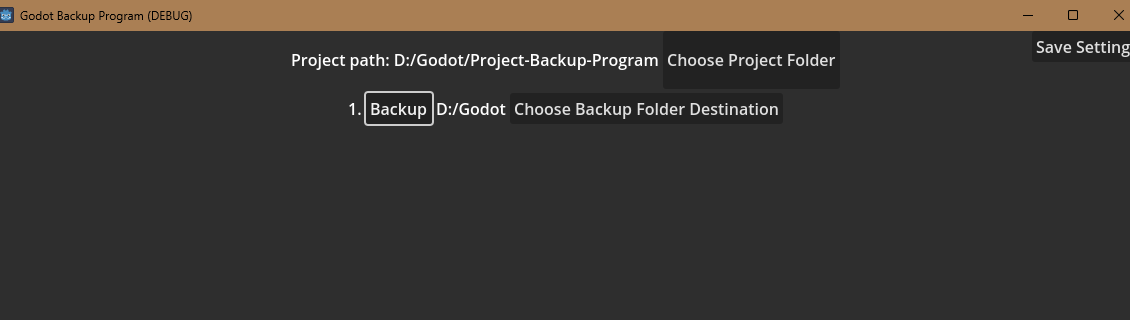 Godot Backup Program (DEBUG)
Project path: D:/Godot/Project-Backup-Program Choose Project Folder
Save Setting
1. Backup D:/Godot Choose Backup Folder Destination